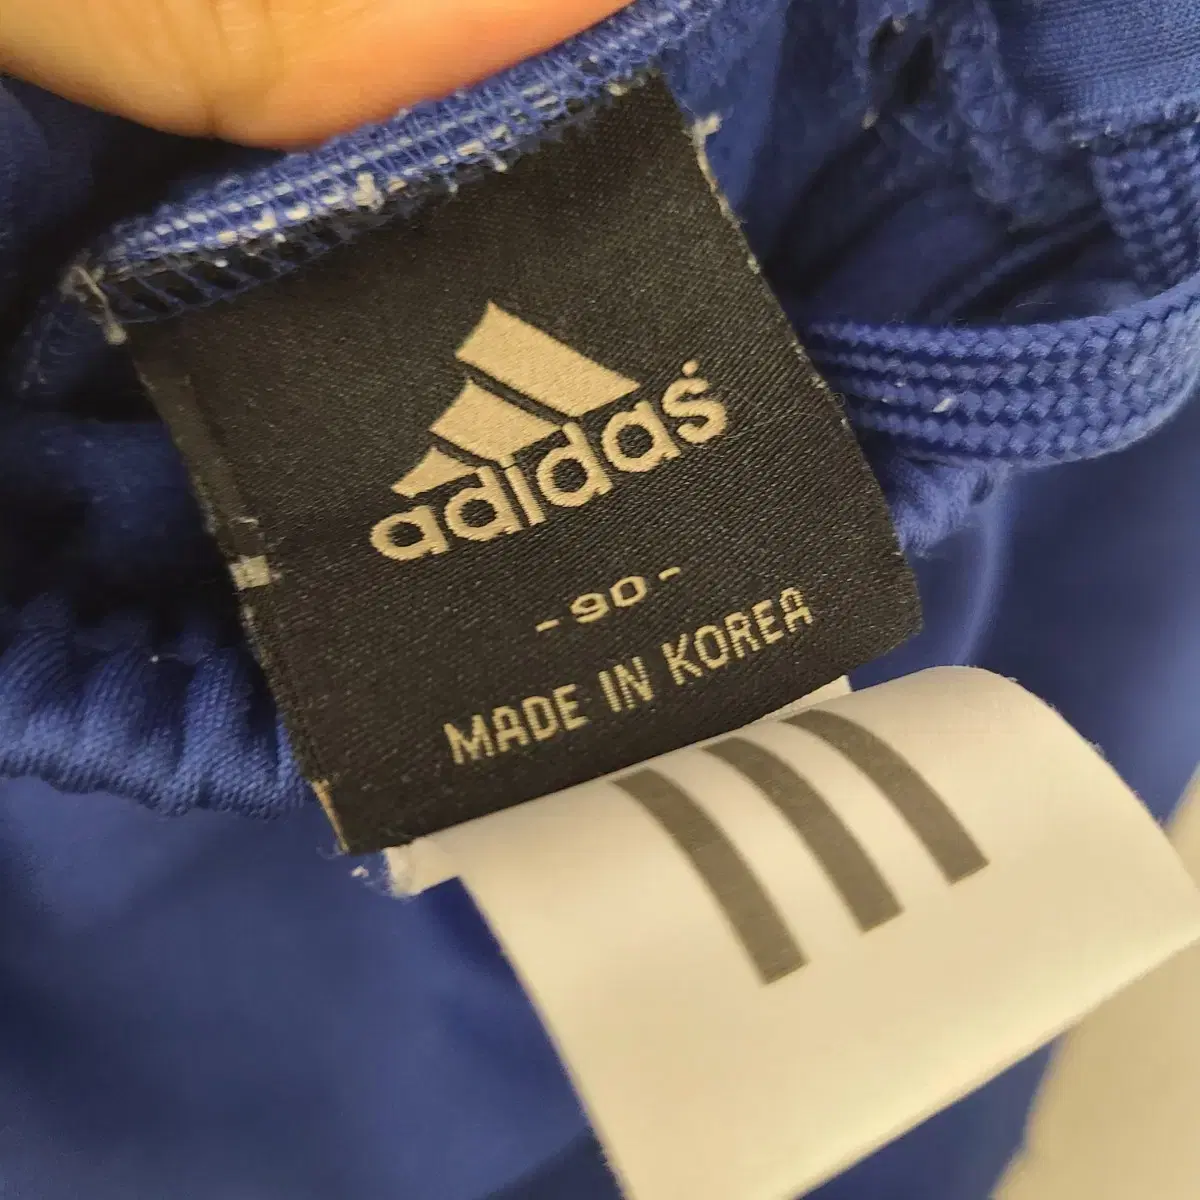 adidas
-90-
MADE IN KOREA